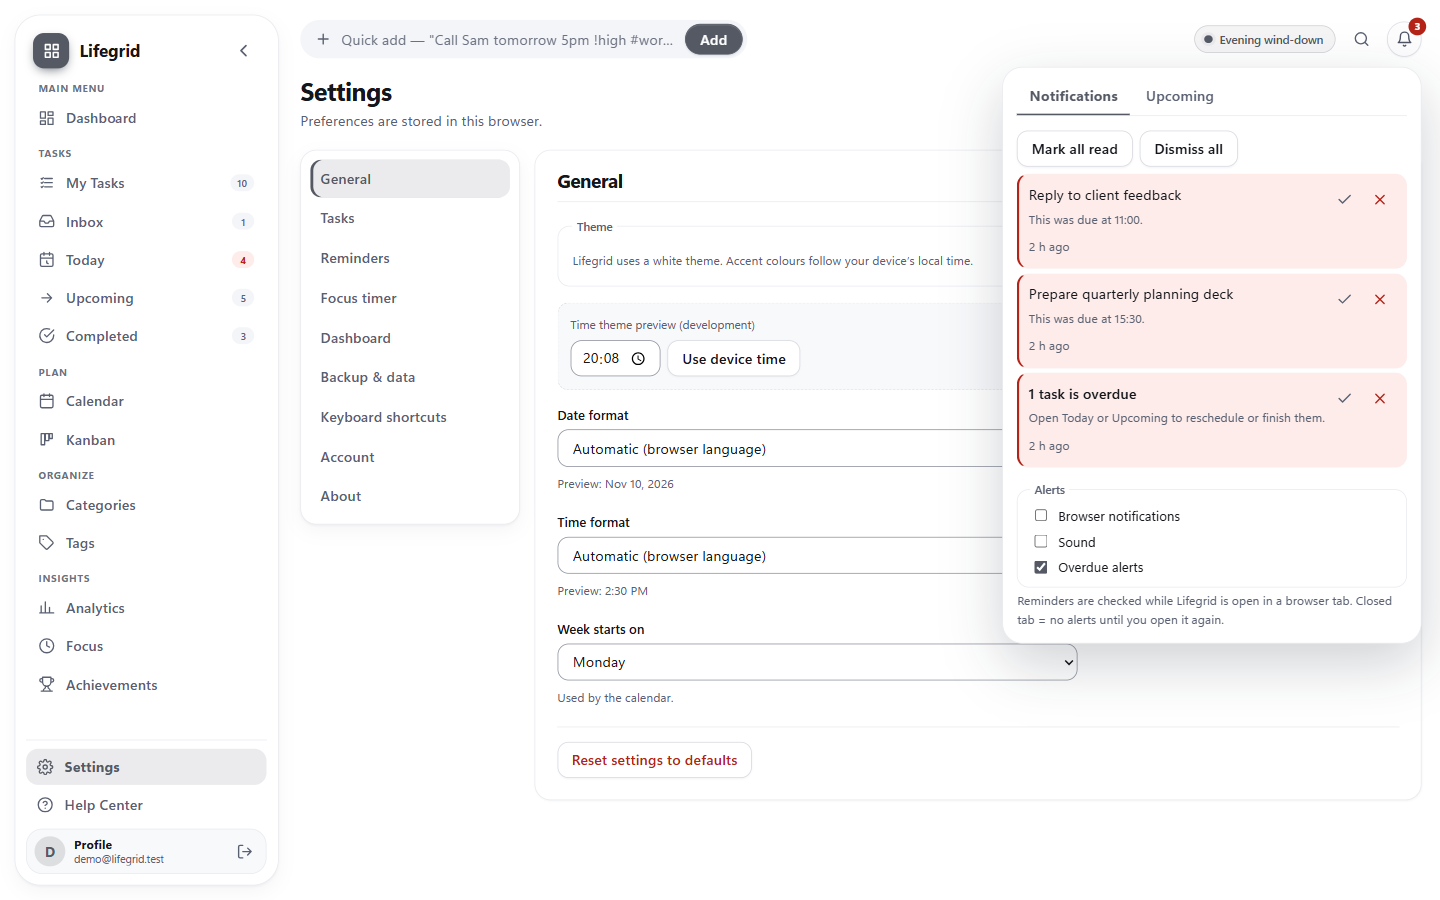 Lifegrid
MAIN MENU
Dashboard
TASKS
My Tasks 10
Inbox 1
Today 4
Upcoming 5
Completed 3
PLAN
Calendar
Kanban
ORGANIZE
Categories
Tags
INSIGHTS
Analytics
Focus
Achievements
Settings
Help Center
D
Profile
demo@lifegrid.test
Quick add — "Call Sam tomorrow 5pm !high #wor...
Add
Evening wind-down
3
Settings
Preferences are stored in this browser.
General
Tasks
Reminders
Focus timer
Dashboard
Backup & data
Keyboard shortcuts
Account
About
General
Theme
Lifegrid uses a white theme. Accent colours follow your device's local time.
Time theme preview (development)
20:08
Use device time
Date format
Automatic (browser language)
Preview: Nov 10, 2026
Time format
Automatic (browser language)
Preview: 2:30 PM
Week starts on
Monday
Used by the calendar.
Reset settings to defaults
Notifications Upcoming
Mark all read Dismiss all
Reply to client feedback
This was due at 11:00.
2 h ago
Prepare quarterly planning deck
This was due at 15:30.
2 h ago
1 task is overdue
Open Today or Upcoming to reschedule or finish them.
2 h ago
Alerts
Browser notifications
Sound
Overdue alerts
Reminders are checked while Lifegrid is open in a browser tab. Closed
tab = no alerts until you open it again.